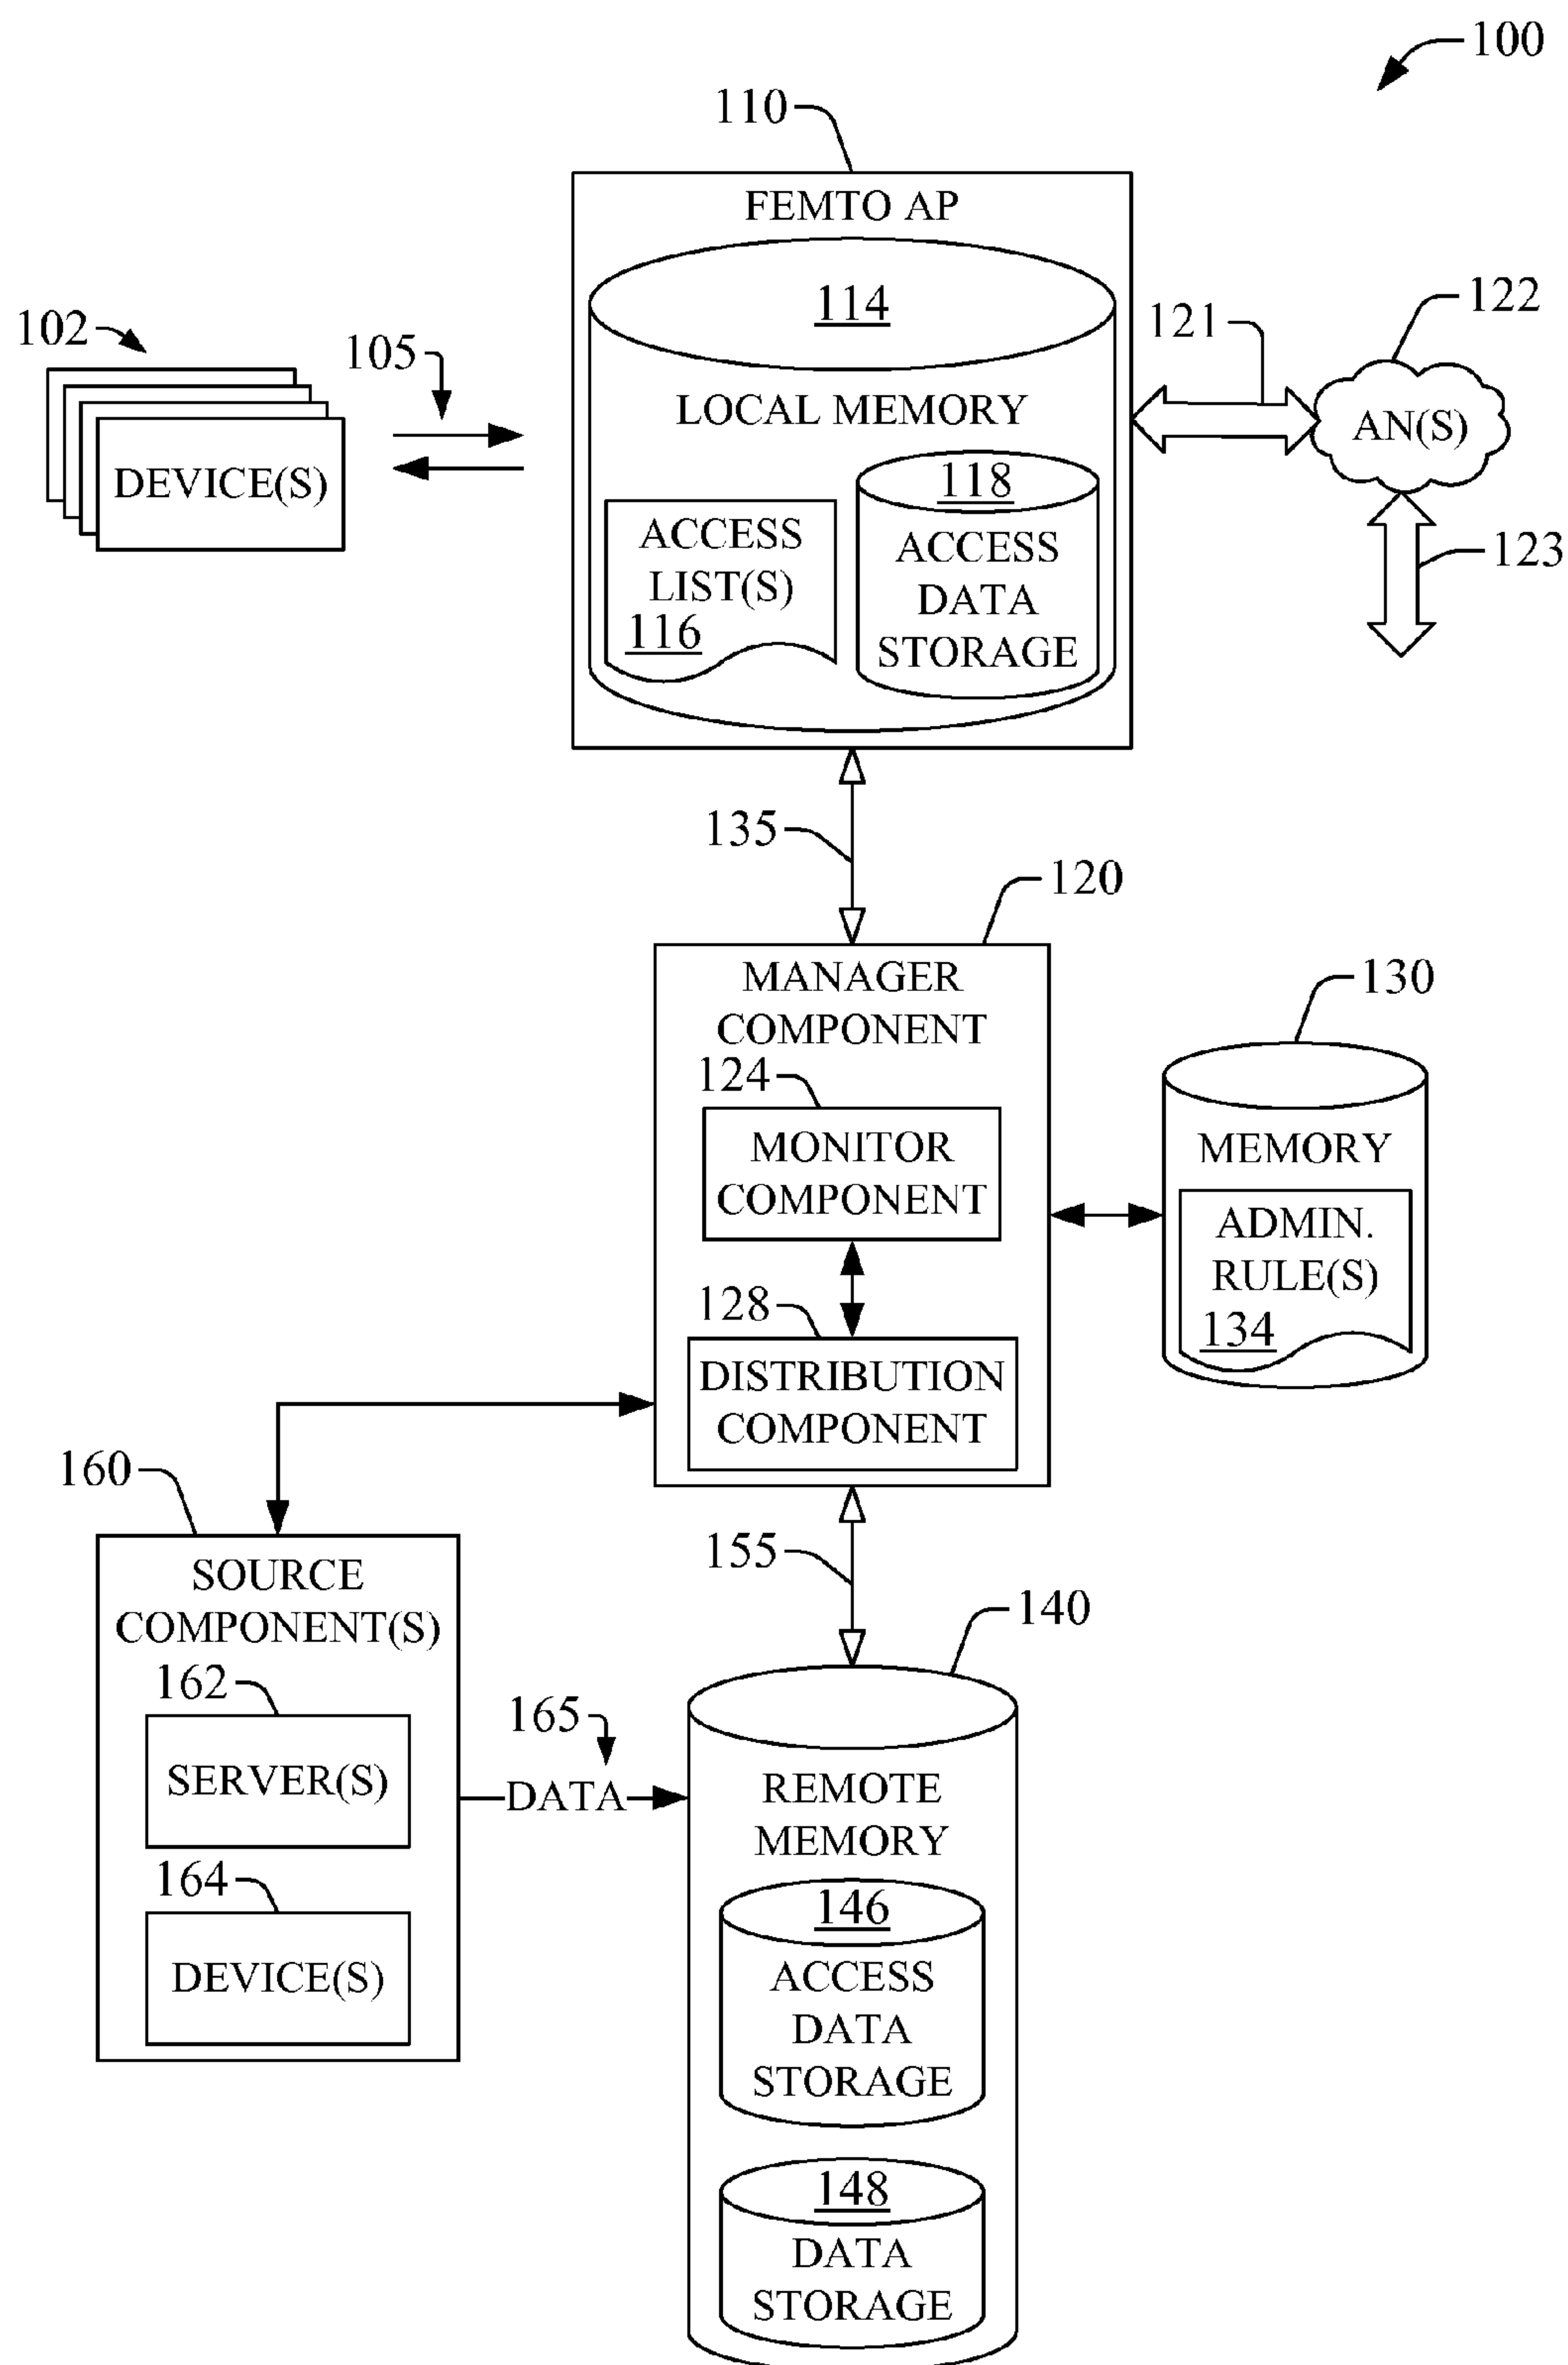 100
110
FEMTO AP
114
LOCAL MEMORY
102
105
DEVICE(S)
ACCESS
LIST(S)
116
118
ACCESS
DATA
STORAGE
121
122
AN(S)
123
135
120
MANAGER
COMPONENT
124
MONITOR
COMPONENT
128
DISTRIBUTION
COMPONENT
130
MEMORY
ADMIN.
RULE(S)
134
160
SOURCE
COMPONENT(S)
162
SERVER(S)
164
DEVICE(S)
155
140
165
DATA
REMOTE
MEMORY
146
ACCESS
DATA
STORAGE
148
DATA
STORAGE